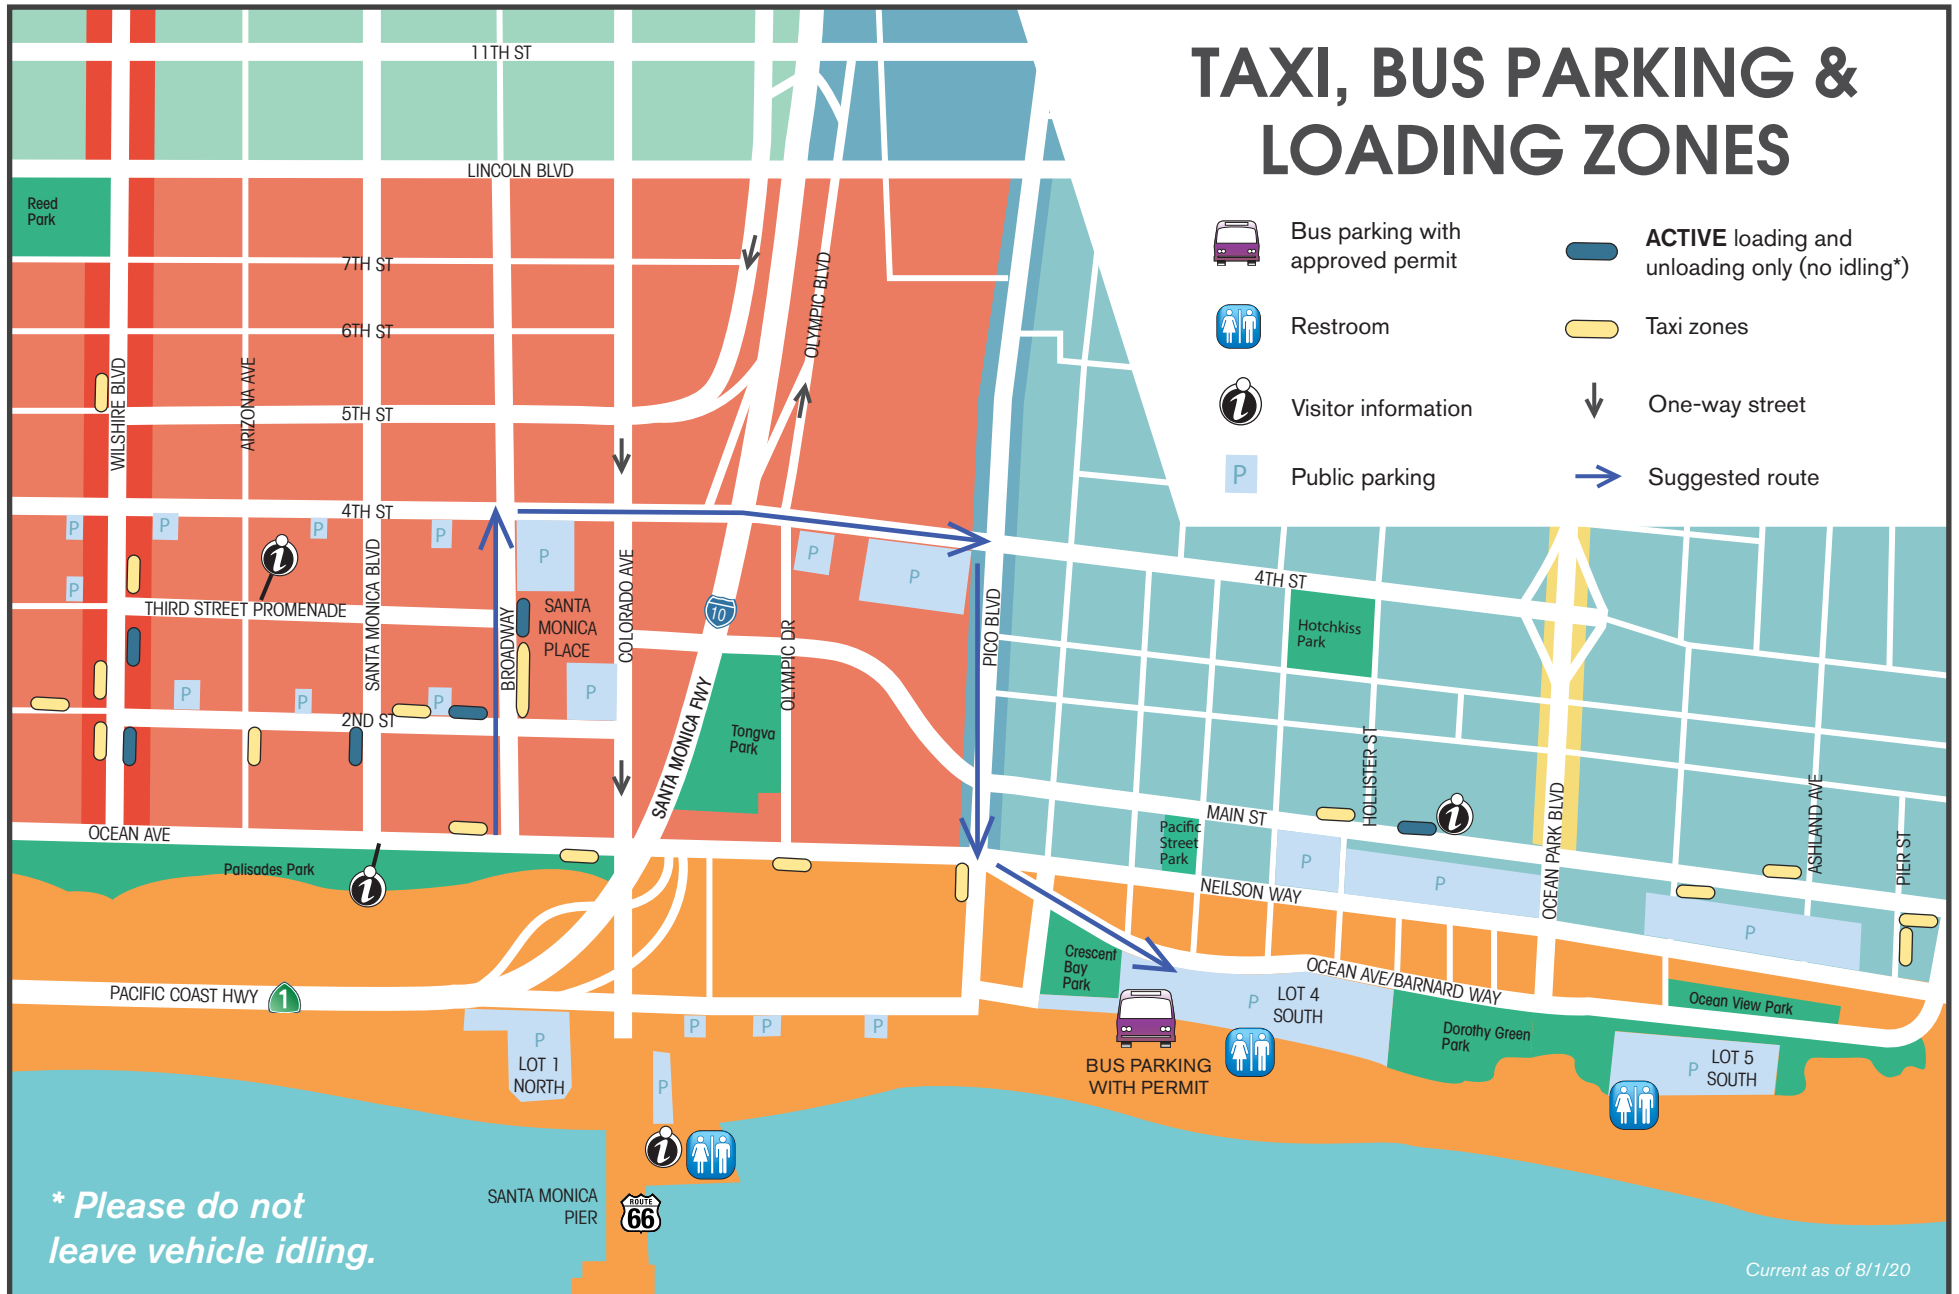 TAXI, BUS PARKING &
LOADING ZONES
Bus parking with
approved permit
ACTIVE loading and
unloading only (no idling*)
Restroom
Taxi zones
Visitor information
One-way street
P
Public parking
Suggested route
11TH ST
LINCOLN BLVD
Reed
Park
7TH ST
6TH ST
5TH ST
4TH ST
WILSHIRE BLVD
ARIZONA AVE
SANTA MONICA BLVD
BROADWAY
COLORADO AVE
OLYMPIC BLVD
OLYMPIC DR
PICO BLVD
P
P
P
P
P
P
P
P
THIRD STREET PROMENADE
SANTA
MONICA
PLACE
10
SANTA MONICA FWY
P
P
P
P
2ND ST
Tongva
Park
4TH ST
Hotchkiss
Park
HOLLISTER ST
OCEAN PARK BLVD
ASHLAND AVE
PIER ST
MAIN ST
Pacific
Street
Park
P
P
P
NEILSON WAY
OCEAN AVE
Palisades Park
PACIFIC COAST HWY
1
Crescent
Bay
Park
OCEAN AVE/BARNARD WAY
P
LOT 4
SOUTH
Dorothy Green
Park
Ocean View Park
P
LOT 5
SOUTH
P
LOT 1
NORTH
P
P
P
P
BUS PARKING
WITH PERMIT
SANTA MONICA
PIER
ROUTE
66
* Please do not
leave vehicle idling.
Current as of 8/1/20